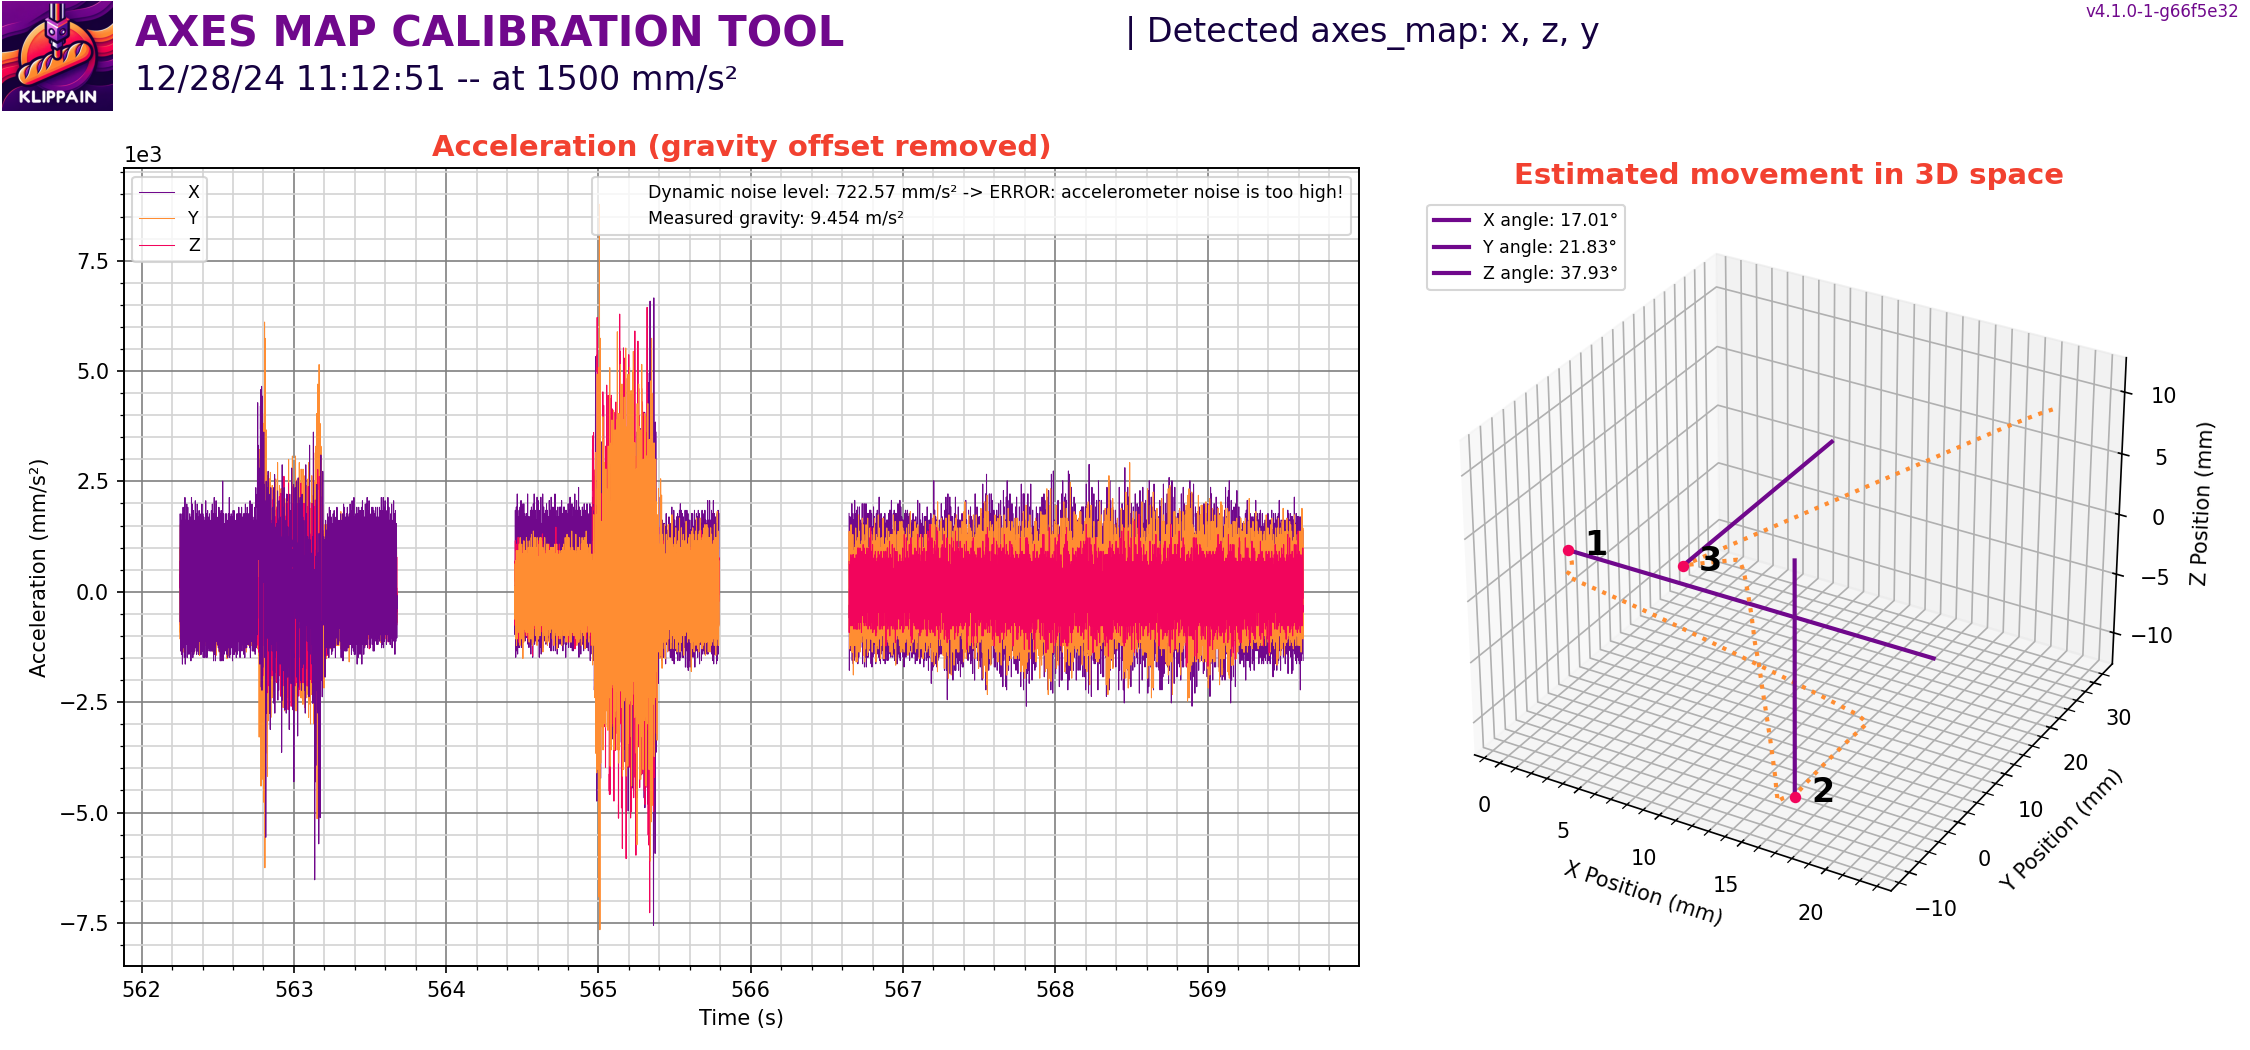 AXES MAP CALIBRATION TOOL
| Detected axes_map: x, z, y
v4.1.0-1-g66f5e32
12/28/24 11:12:51 -- at 1500 mm/s²
KLIPPAIN
Acceleration (gravity offset removed)
1e3
X
Y
Z
Dynamic noise level: 722.57 mm/s² -> ERROR: accelerometer noise is too high!
Measured gravity: 9.454 m/s²
7.5
5.0
2.5
0.0
−2.5
−5.0
−7.5
Acceleration (mm/s²)
562
563
564
565
566
567
568
569
Time (s)
Estimated movement in 3D space
X angle: 17.01°
Y angle: 21.83°
Z angle: 37.93°
1
3
2
10
5
0
−5
−10
Z Position (mm)
30
20
10
0
−10
Y Position (mm)
0
5
10
15
20
X Position (mm)